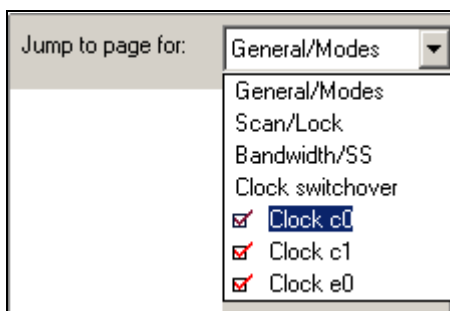 Jump to page for: General/Modes
General/Modes
Scan/Lock
Bandwidth/SS
Clock switchover
Clock c0
Clock c1
Clock e0